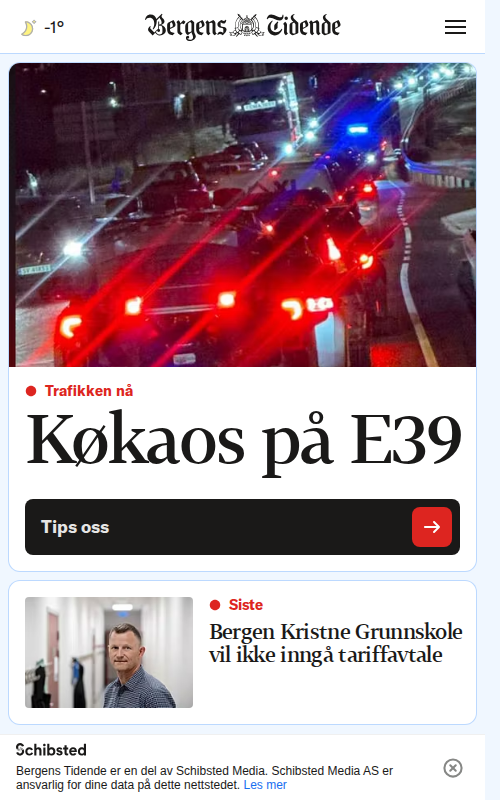 -1°
Bergens Tidende
Trafikken nå
Køkaos på E39
Tips oss
Siste
Bergen Kristne Grunnskole
vil ikke inngå tariffavtale
Schibsted
Bergens Tidende er en del av Schibsted Media. Schibsted Media AS er
ansvarlig for dine data på dette nettstedet. Les mer